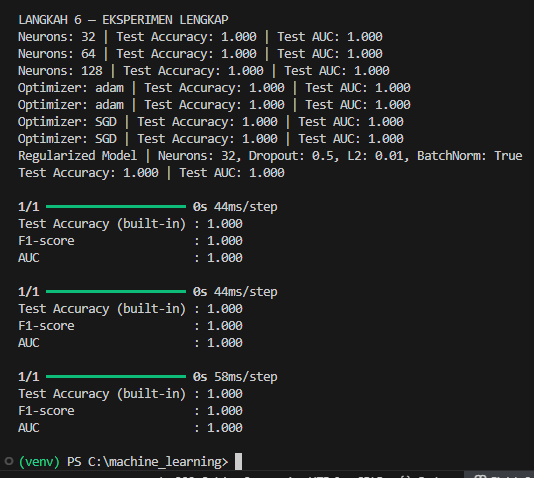 LANGKAH 6 — EKSPERIMEN LENGKAP
Neurons: 32 | Test Accuracy: 1.000 | Test AUC: 1.000
Neurons: 64 | Test Accuracy: 1.000 | Test AUC: 1.000
Neurons: 128 | Test Accuracy: 1.000 | Test AUC: 1.000
Optimizer: adam | Test Accuracy: 1.000 | Test AUC: 1.000
Optimizer: adam | Test Accuracy: 1.000 | Test AUC: 1.000
Optimizer: SGD | Test Accuracy: 1.000 | Test AUC: 1.000
Optimizer: SGD | Test Accuracy: 1.000 | Test AUC: 1.000
Regularized Model | Neurons: 32, Dropout: 0.5, L2: 0.01, BatchNorm: True
Test Accuracy: 1.000 | Test AUC: 1.000
1/1 ━━━━━━━━━━━━━━━━━━━━ 0s 44ms/step
Test Accuracy (built-in) : 1.000
F1-score : 1.000
AUC : 1.000
1/1 ━━━━━━━━━━━━━━━━━━━━ 0s 44ms/step
Test Accuracy (built-in) : 1.000
F1-score : 1.000
AUC : 1.000
1/1 ━━━━━━━━━━━━━━━━━━━━ 0s 58ms/step
Test Accuracy (built-in) : 1.000
F1-score : 1.000
AUC : 1.000
(venv) PS C:\machine_learning>